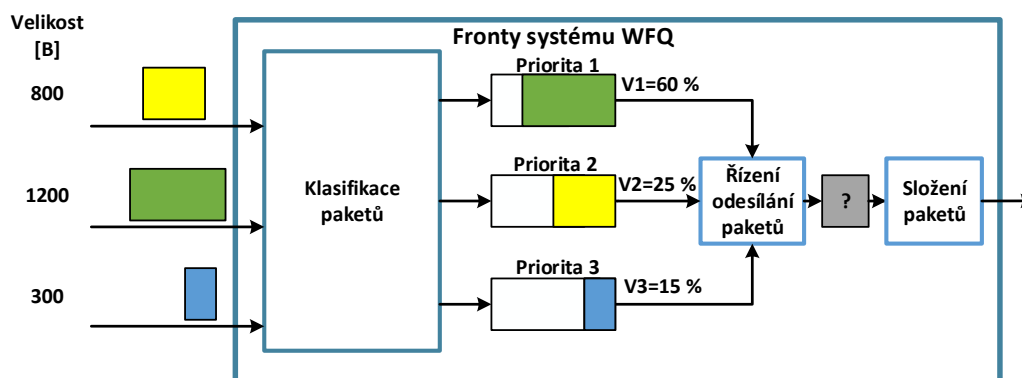 Velikost
[B]
Fronty systému WFQ
800
1200
300
Klasifikace
paketů
Priorita 1
V1=60 %
Priorita 2
V2=25 %
Priorita 3
V3=15 %
Řízení
odesílání
paketů
?
Složení
paketů